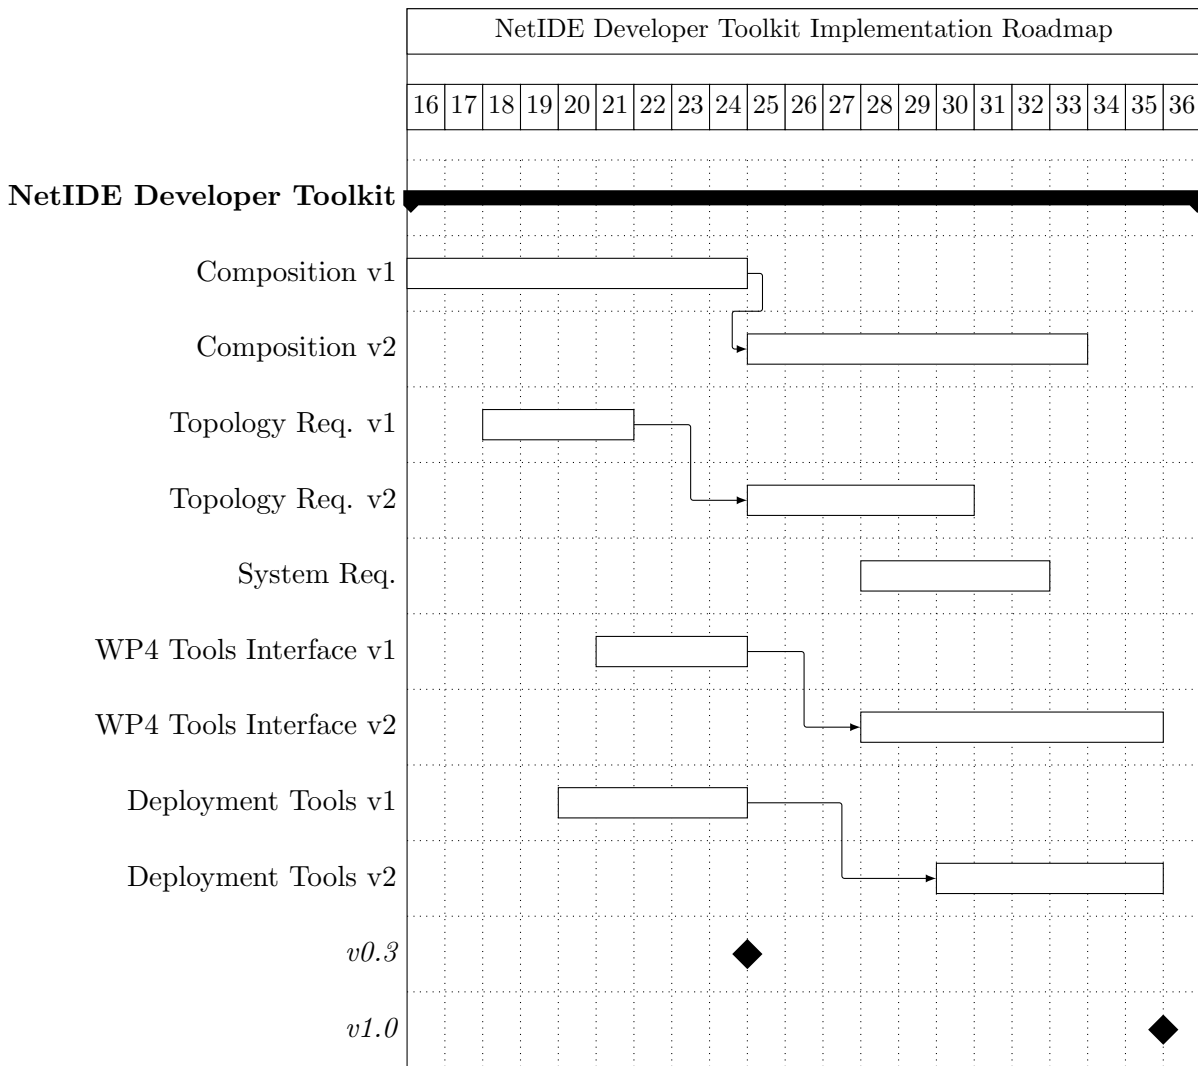 NetIDE Developer Toolkit Implementation Roadmap
16 17 18 19 20 21 22 23 24 25 26 27 28 29 30 31 32 33 34 35 36
NetIDE Developer Toolkit
Composition v1
Composition v2
Topology Req. v1
Topology Req. v2
System Req.
WP4 Tools Interface v1
WP4 Tools Interface v2
Deployment Tools v1
Deployment Tools v2
v0.3
v1.0